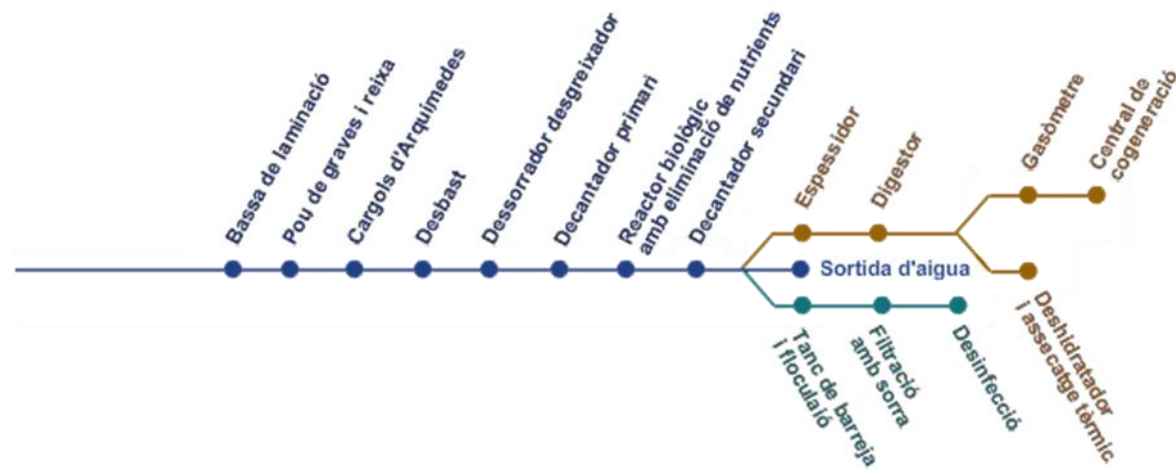 Bassa de laminació
Pou de graves i reixa
Cargols d'Arquimedes
Desbast
Dessorrador desgreixador
Decantador primari
Reactor biològic
amb eliminació de nutrients
Decantador secundari
Espessidor
Digestor
Gasòmetre
Central de
cogeneració
Sortida d'aigua
Tanc de barreja
i floculaió
Filtració
amb sorra
Desinfecció
Deshidratador
i assecatge tèrmic